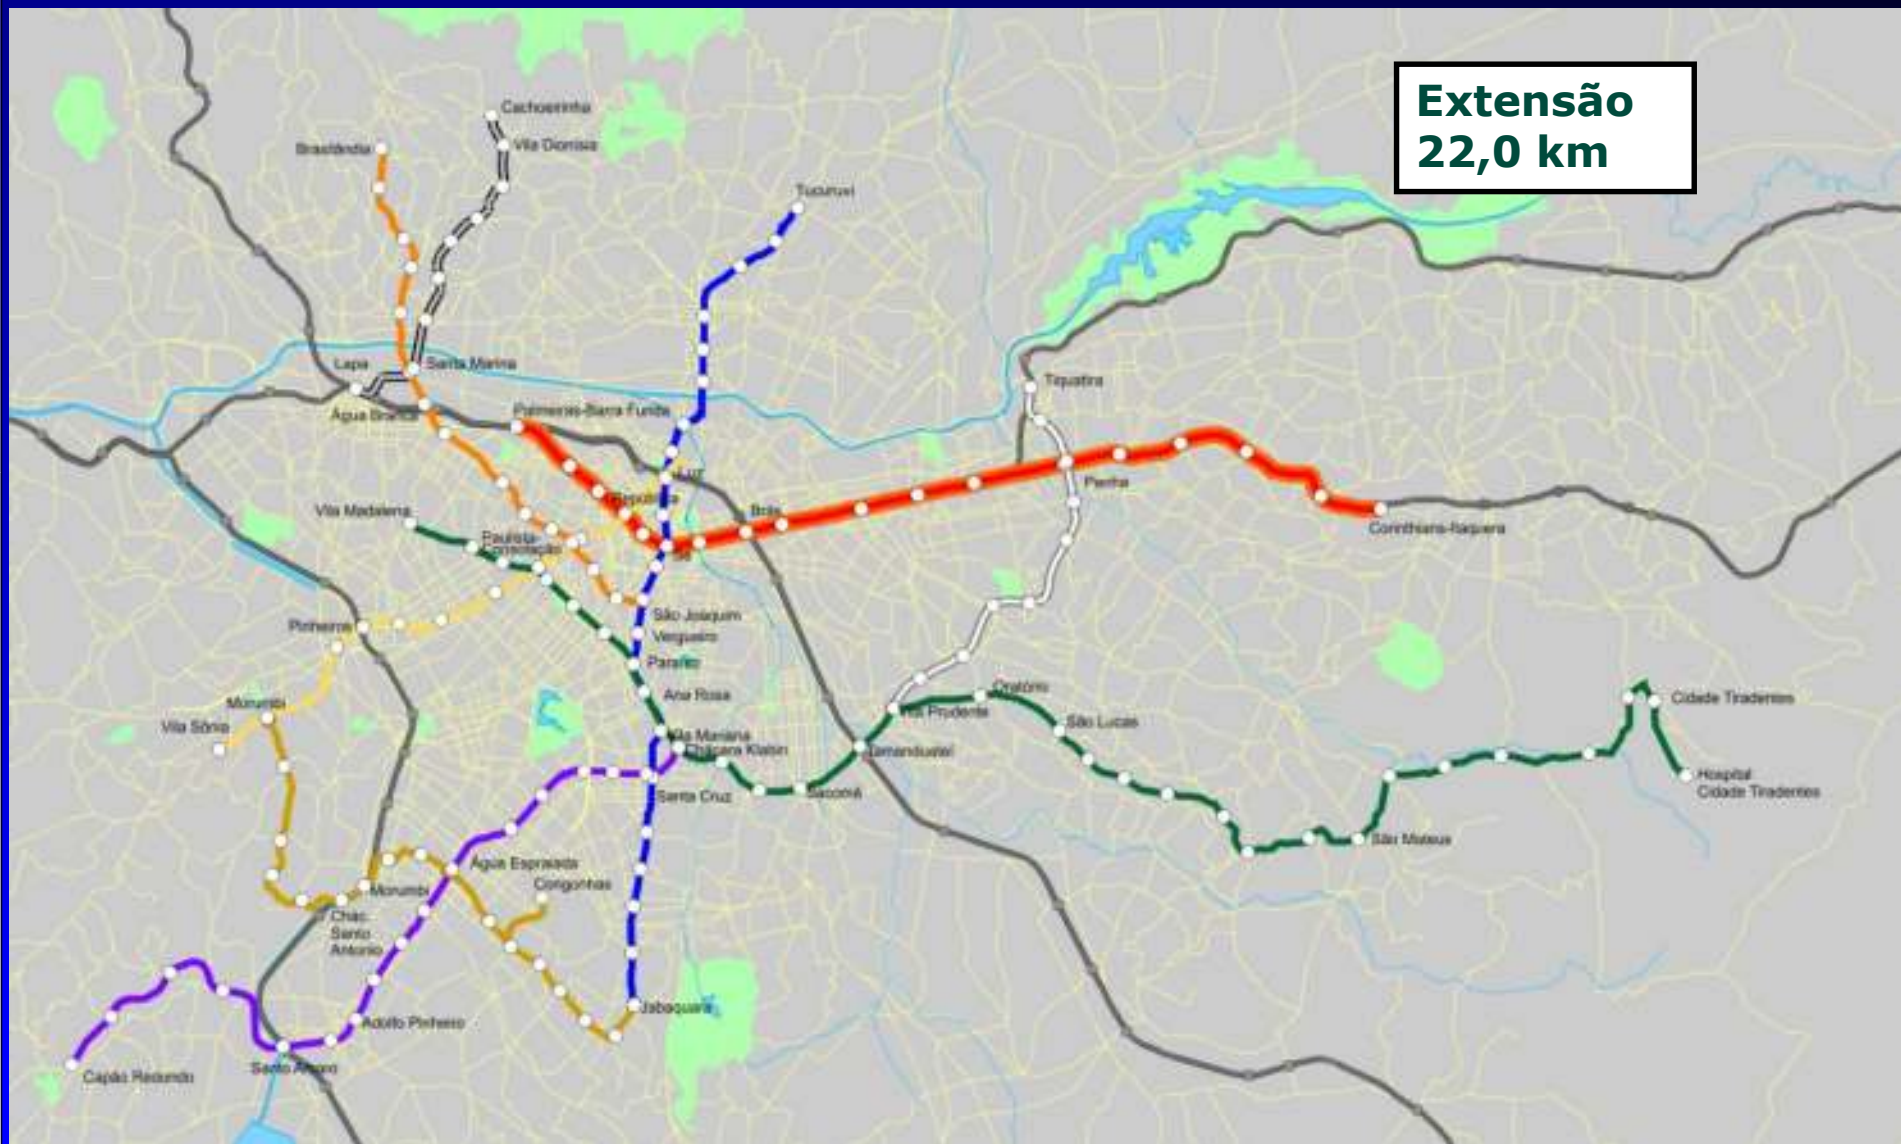 Extensão
22,0 km
Cachoeirinha
Vila Dionisia
Brasilândia
Tucuruvi
Lapa
Santa Marina
Água Branca
Palmeiras-Barra Funda
Tiquatira
Luz
República
Penha
Brás
Corinthians-Itaquera
Vila Madalena
Paulista-
Consolação
Sé
São Joaquim
Vergueiro
Pinheiros
Paraíso
Ana Rosa
Oratório
Cidade Tiradentes
Morumbi
Vila Prudente
São Lucas
Vila Sônia
Vila Mariana
Chácara Klabin
Tamanduateí
Hospital
Cidade Tiradentes
Santa Cruz
Sacomã
São Mateus
Água Espraiada
Congonhas
Morumbi
Chác.
Santo
Antonio
Jabaquara
Adolfo Pinheiro
Santo Amaro
Capão Redondo